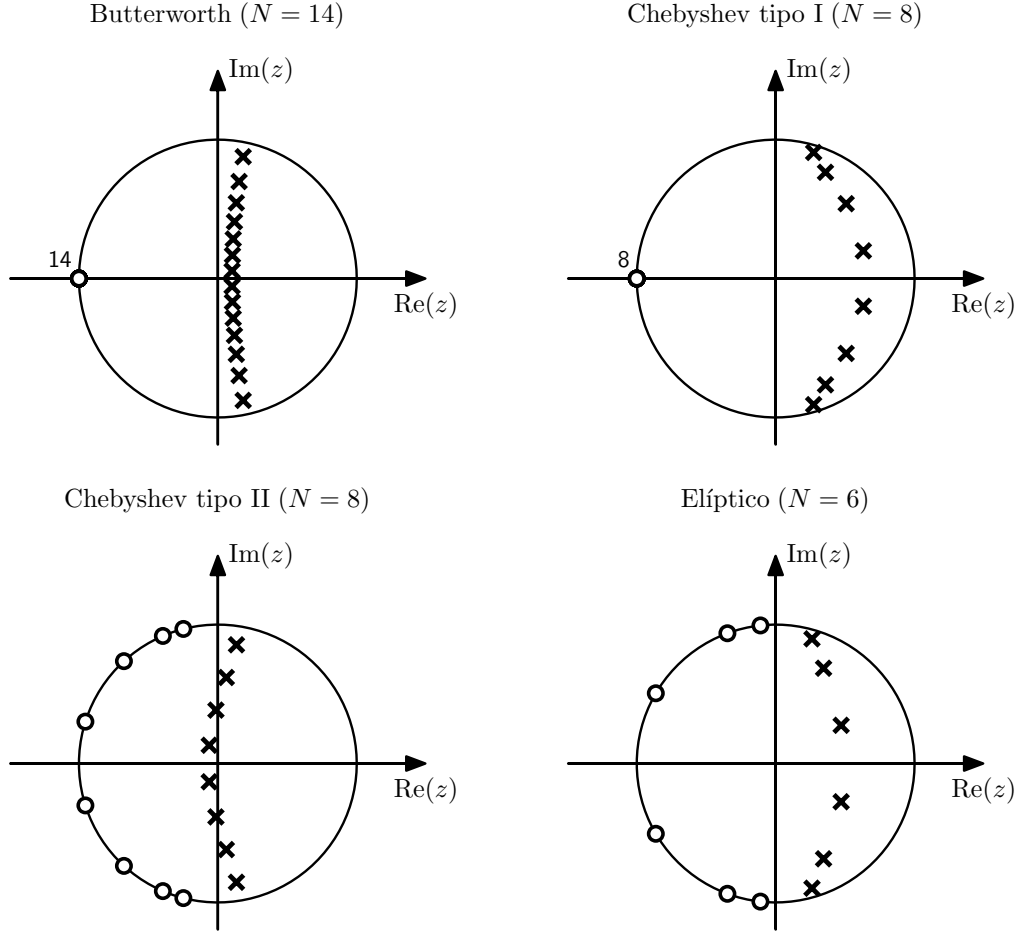 Butterworth (N = 14)
Im(z)
14
Re(z)
Chebyshev tipo I (N = 8)
Im(z)
8
Re(z)
Chebyshev tipo II (N = 8)
Im(z)
Re(z)
Elíptico (N = 6)
Im(z)
Re(z)